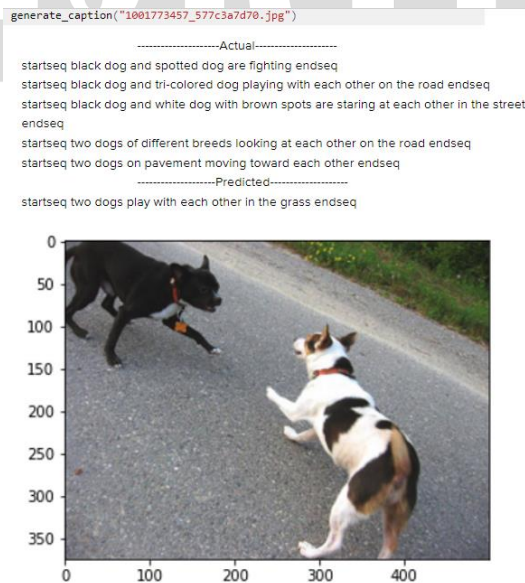 generate_caption("1001773457_577c3a7d70.jpg")
---------------------Actual---------------------
startseq black dog and spotted dog are fighting endseq
startseq black dog and tri-colored dog playing with each other on the road endseq
startseq black dog and white dog with brown spots are staring at each other in the street
endseq
startseq two dogs of different breeds looking at each other on the road endseq
startseq two dogs on pavement moving toward each other endseq
--------------------Predicted--------------------
startseq two dogs play with each other in the grass endseq
0
50
100
150
200
250
300
350
0 100 200 300 400